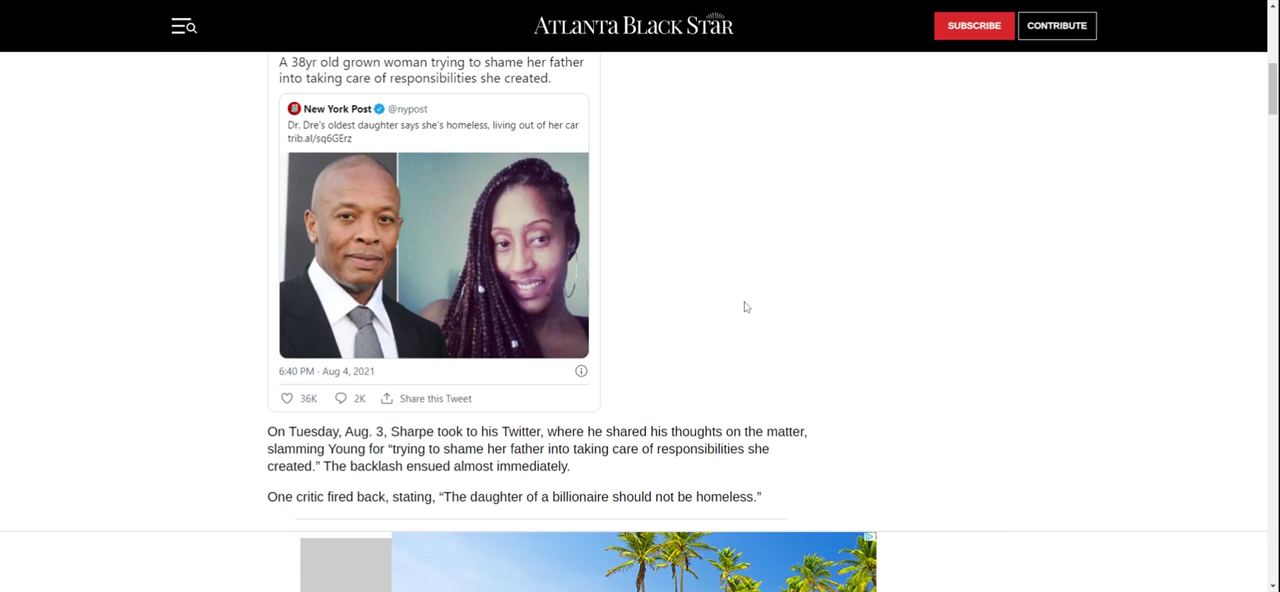 ATLANTA BLACK STAR
SUBSCRIBE
CONTRIBUTE
A 38yr old grown woman trying to shame her father
into taking care of responsibilities she created.
New York Post @nypost
Dr. Dre's oldest daughter says she's homeless, living out of her car
trib.al/sq6GErz
6:40 PM · Aug 4, 2021
36K 2K Share this Tweet
On Tuesday, Aug. 3, Sharpe took to his Twitter, where he shared his thoughts on the matter,
slamming Young for “trying to shame her father into taking care of responsibilities she
created.” The backlash ensued almost immediately.
One critic fired back, stating, “The daughter of a billionaire should not be homeless.”